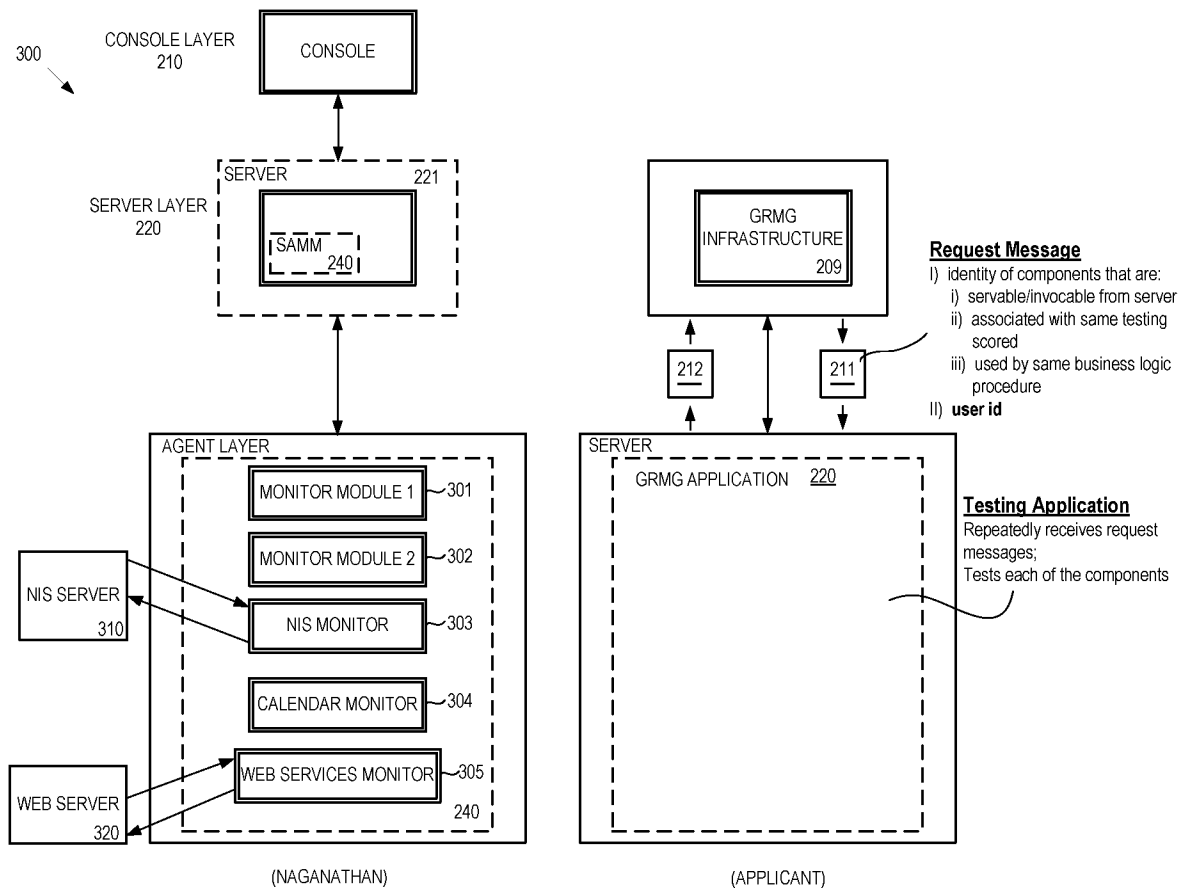 CONSOLE LAYER
210
CONSOLE
300
SERVER
221
SERVER LAYER
220
SAMM
240
GRMG
INFRASTRUCTURE
209
Request Message
I) identity of components that are:
i) servable/invocable from server
ii) associated with same testing
scored
iii) used by same business logic
procedure
II) user id
212
211
AGENT LAYER
MONITOR MODULE 1
301
MONITOR MODULE 2
302
NIS SERVER
310
NIS MONITOR
303
CALENDAR MONITOR
304
WEB SERVICES MONITOR
305
WEB SERVER
320
240
SERVER
GRMG APPLICATION 220
Testing Application
Repeatedly receives request
messages;
Tests each of the components
(NAGANATHAN)
(APPLICANT)